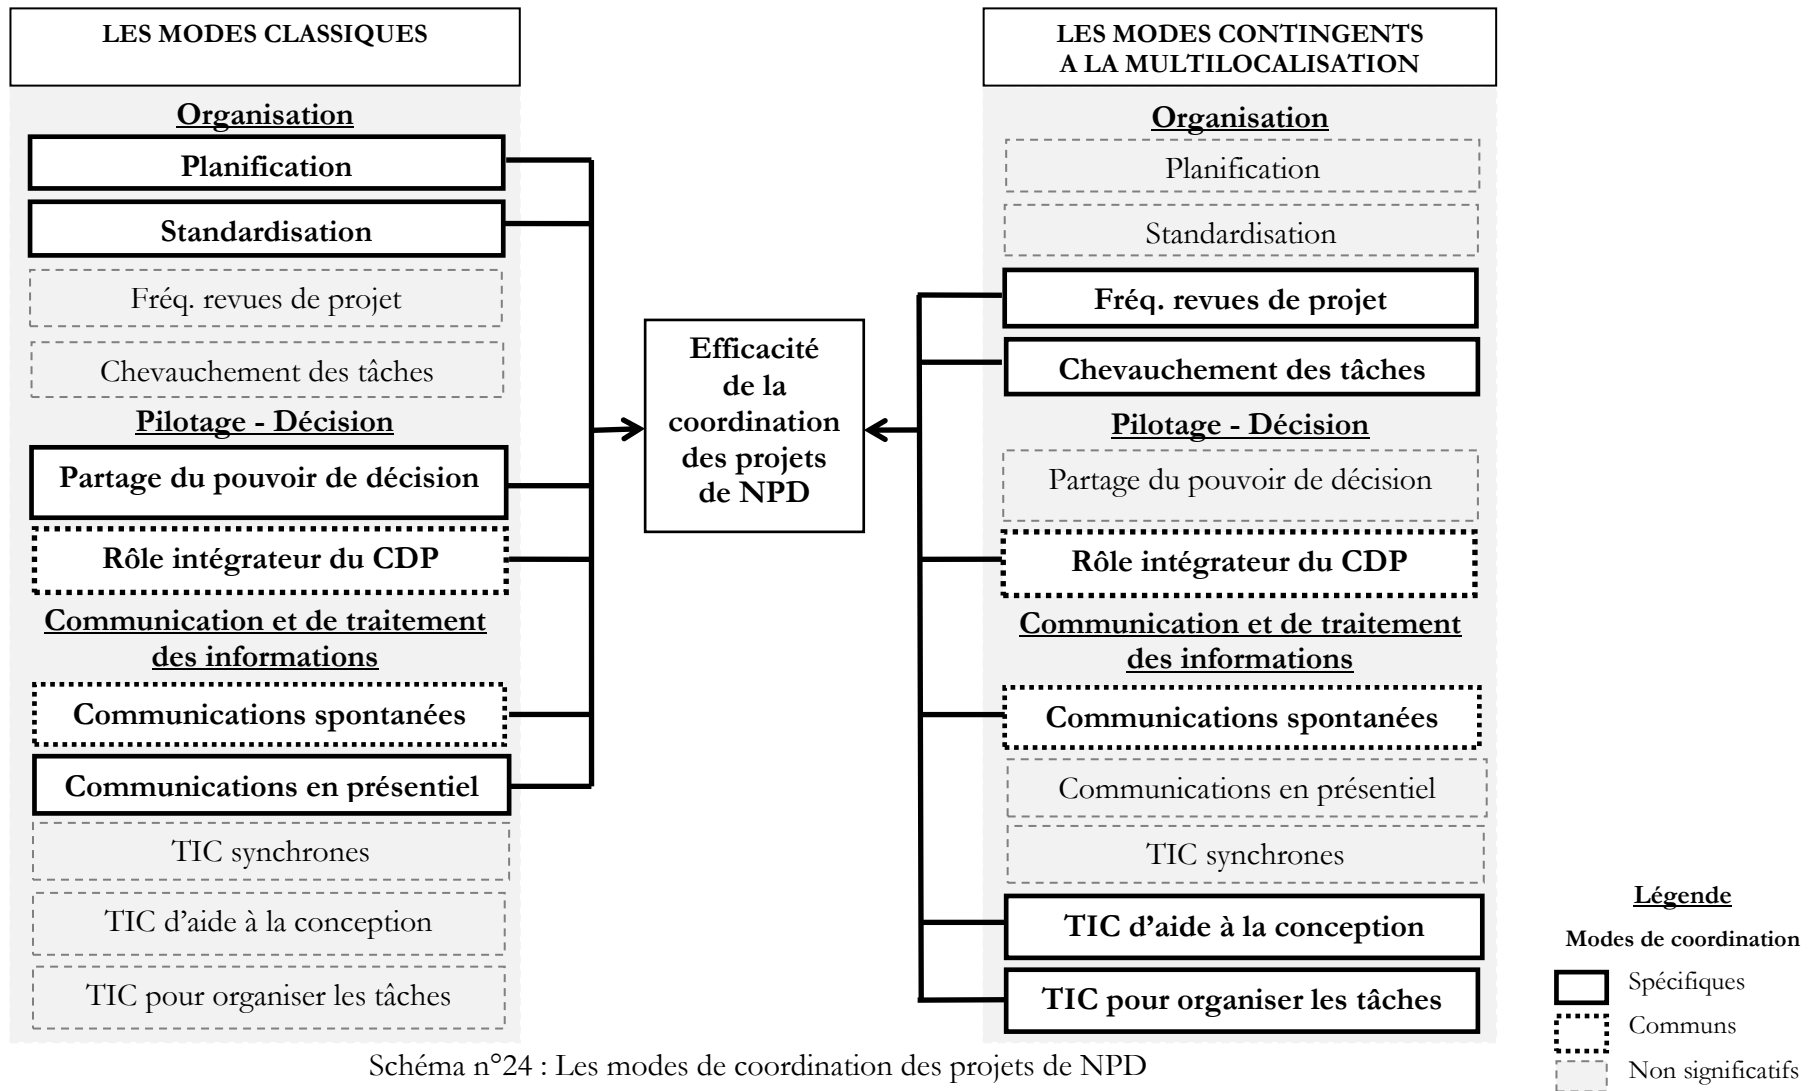 LES MODES CLASSIQUES
Organisation
Planification
Standardisation
Fréq. revues de projet
Chevauchement des tâches
Pilotage - Décision
Partage du pouvoir de décision
Rôle intégrateur du CDP
Communication et de traitement
des informations
Communications spontanées
Communications en présentiel
TIC synchrones
TIC d'aide à la conception
TIC pour organiser les tâches
Efficacité
de la
coordination
des projets
de NPD
LES MODES CONTINGENTS
A LA MULTILOCALISATION
Organisation
Planification
Standardisation
Fréq. revues de projet
Chevauchement des tâches
Pilotage - Décision
Partage du pouvoir de décision
Rôle intégrateur du CDP
Communication et de traitement
des informations
Communications spontanées
Communications en présentiel
TIC synchrones
TIC d'aide à la conception
TIC pour organiser les tâches
Légende
Modes de coordination
Spécifiques
Communs
Non significatifs
Schéma n°24 : Les modes de coordination des projets de NPD